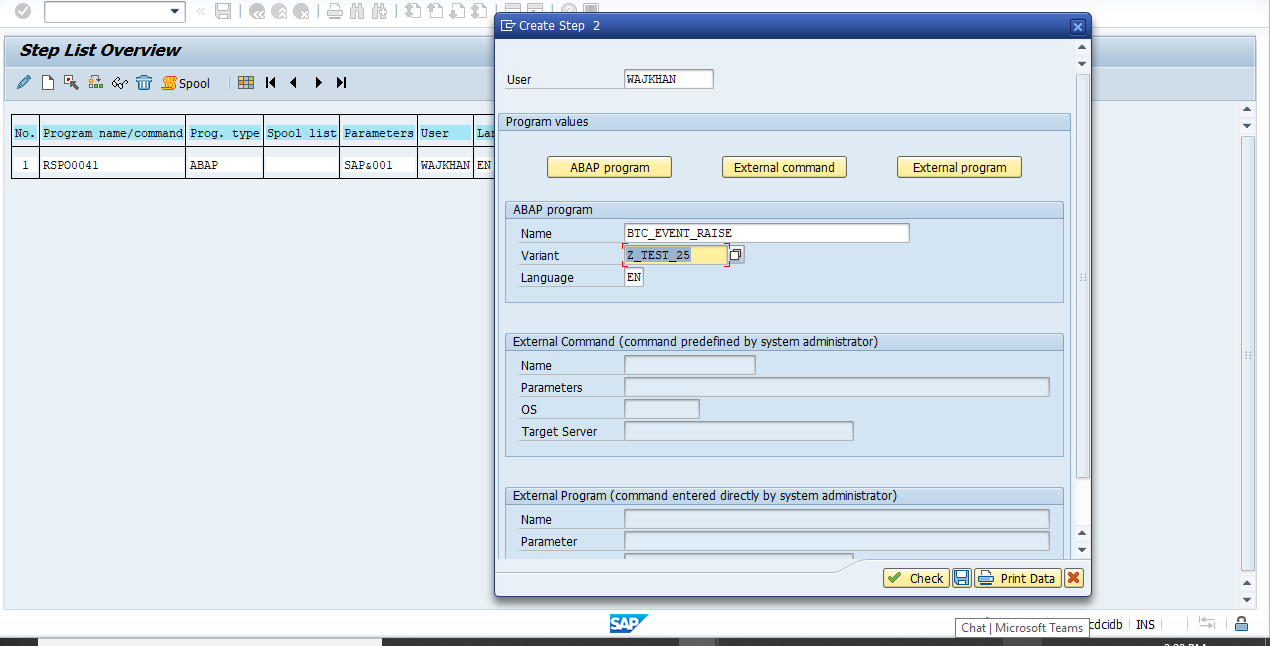 Create Step 2
Step List Overview
Spool
No. Program name/command Prog. type Spool list Parameters User Lan
1 RSPO0041 ABAP SAP&001 WAJKHAN EN
User WAJKHAN
Program values
ABAP program External command External program
ABAP program
Name BTC_EVENT_RAISE
Variant Z_TEST_25
Language EN
External Command (command predefined by system administrator)
Name
Parameters
OS
Target Server
External Program (command entered directly by system administrator)
Name
Parameter
Check Print Data
SAP
Chat | Microsoft Teams
cdcidb INS